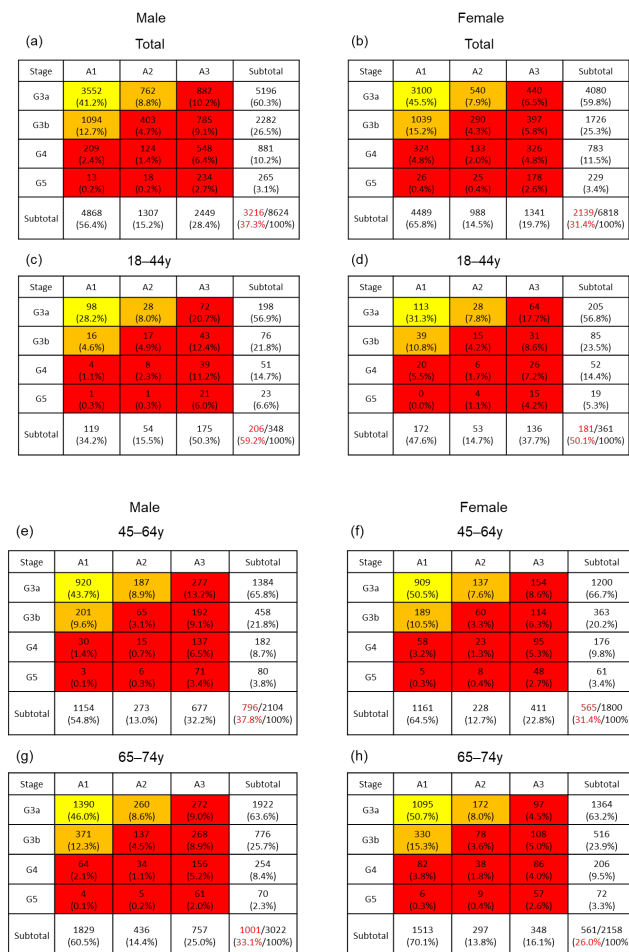 Male Female
(a) Total (b) Total
Stage A1 A2 A3 Subtotal Stage A1 A2 A3 Subtotal
G3a 3552 762 882 5196 G3a 3100 540 440 4080
(41.2%) (8.8%) (10.2%) (60.3%) (45.5%) (7.9%) (6.5%) (59.8%)
G3b 1094 403 785 2282 G3b 1039 290 397 1726
(12.7%) (4.7%) (9.1%) (26.5%) (15.2%) (4.3%) (5.8%) (25.3%)
G4 209 124 548 881 G4 324 133 326 783
(2.4%) (1.4%) (6.4%) (10.2%) (4.8%) (2.0%) (4.8%) (11.5%)
G5 13 18 234 265 G5 26 25 178 229
(0.2%) (0.2%) (2.7%) (3.1%) (0.4%) (0.4%) (2.6%) (3.4%)
Subtotal 4868 1307 2449 3216/8624 Subtotal 4489 988 1341 2139/6818
(56.4%) (15.2%) (28.4%) (37.3%/100%) (65.8%) (14.5%) (19.7%) (31.4%/100%)
(c) 18–44y (d) 18–44y
Stage A1 A2 A3 Subtotal Stage A1 A2 A3 Subtotal
G3a 98 28 72 198 G3a 113 28 64 205
(28.2%) (8.0%) (20.7%) (56.9%) (31.3%) (7.8%) (17.7%) (56.8%)
G3b 16 17 43 76 G3b 39 15 31 85
(4.6%) (4.9%) (12.4%) (21.8%) (10.8%) (4.2%) (8.6%) (23.5%)
G4 4 8 39 51 G4 20 6 26 52
(1.1%) (2.3%) (11.2%) (14.7%) (5.5%) (1.7%) (7.2%) (14.4%)
G5 1 1 21 23 G5 0 4 15 19
(0.3%) (0.3%) (6.0%) (6.6%) (0.0%) (1.1%) (4.2%) (5.3%)
Subtotal 119 54 175 206/348 Subtotal 172 53 136 181/361
(34.2%) (15.5%) (50.3%) (59.2%/100%) (47.6%) (14.7%) (37.7%) (50.1%/100%)
Male Female
(e) 45–64y (f) 45–64y
Stage A1 A2 A3 Subtotal Stage A1 A2 A3 Subtotal
G3a 920 187 277 1384 G3a 909 137 154 1200
(43.7%) (8.9%) (13.2%) (65.8%) (50.5%) (7.6%) (8.6%) (66.7%)
G3b 201 65 192 458 G3b 189 60 114 363
(9.6%) (3.1%) (9.1%) (21.8%) (10.5%) (3.3%) (6.3%) (20.2%)
G4 30 15 137 182 G4 58 23 95 176
(1.4%) (0.7%) (6.5%) (8.7%) (3.2%) (1.3%) (5.3%) (9.8%)
G5 3 6 71 80 G5 5 8 48 61
(0.1%) (0.3%) (3.4%) (3.8%) (0.3%) (0.4%) (2.7%) (3.4%)
Subtotal 1154 273 677 796/2104 Subtotal 1161 228 411 565/1800
(54.8%) (13.0%) (32.2%) (37.8%/100%) (64.5%) (12.7%) (22.8%) (31.4%/100%)
(g) 65–74y (h) 65–74y
Stage A1 A2 A3 Subtotal Stage A1 A2 A3 Subtotal
G3a 1390 260 272 1922 G3a 1095 172 97 1364
(46.0%) (8.6%) (9.0%) (63.6%) (50.7%) (8.0%) (4.5%) (63.2%)
G3b 371 137 268 776 G3b 330 78 108 516
(12.3%) (4.5%) (8.9%) (25.7%) (15.3%) (3.6%) (5.0%) (23.9%)
G4 64 34 156 254 G4 82 38 86 206
(2.1%) (1.1%) (5.2%) (8.4%) (3.8%) (1.8%) (4.0%) (9.5%)
G5 4 5 61 70 G5 6 9 57 72
(0.1%) (0.2%) (2.0%) (2.3%) (0.3%) (0.4%) (2.6%) (3.3%)
Subtotal 1829 436 757 1001/3022 Subtotal 1513 297 348 561/2158
(60.5%) (14.4%) (25.0%) (33.1%/100%) (70.1%) (13.8%) (16.1%) (26.0%/100%)